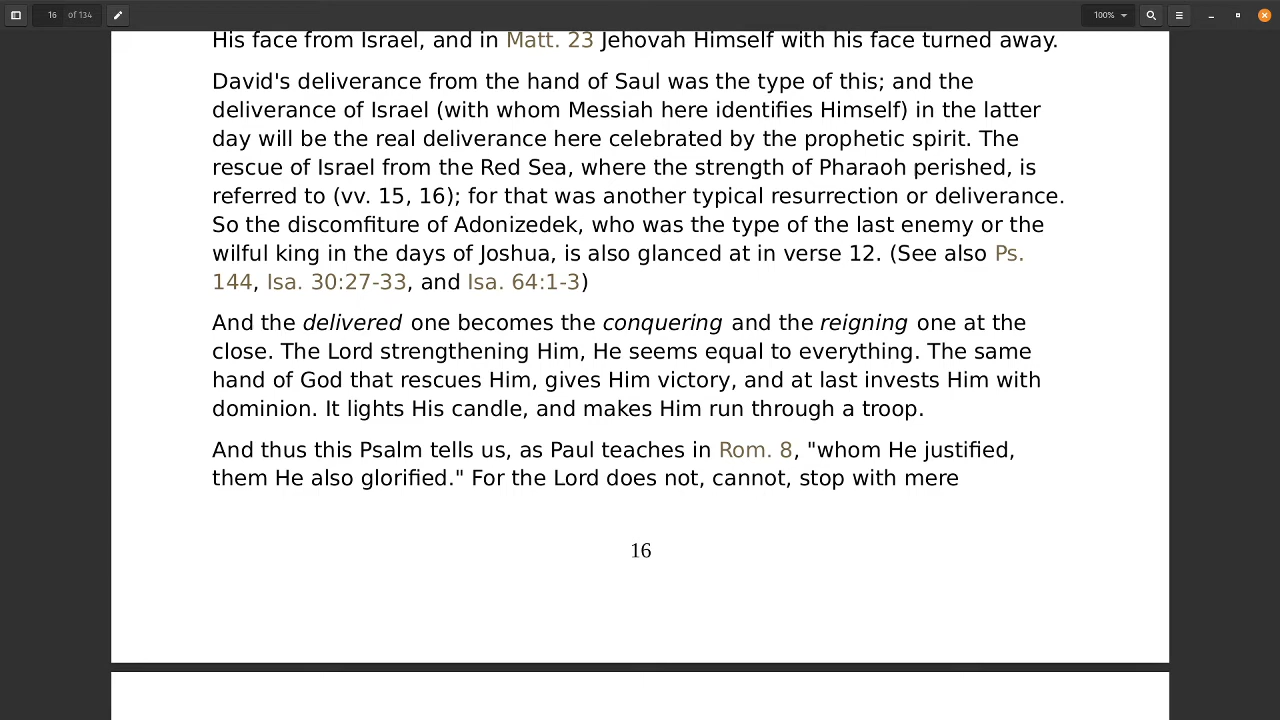 16 of 134
100%
His face from Israel, and in Matt. 23 Jehovah Himself with his face turned away.
David's deliverance from the hand of Saul was the type of this; and the
deliverance of Israel (with whom Messiah here identifies Himself) in the latter
day will be the real deliverance here celebrated by the prophetic spirit. The
rescue of Israel from the Red Sea, where the strength of Pharaoh perished, is
referred to (vv. 15, 16); for that was another typical resurrection or deliverance.
So the discomfiture of Adonizedek, who was the type of the last enemy or the
wilful king in the days of Joshua, is also glanced at in verse 12. (See also Ps.
144, Isa. 30:27-33, and Isa. 64:1-3)
And the delivered one becomes the conquering and the reigning one at the
close. The Lord strengthening Him, He seems equal to everything. The same
hand of God that rescues Him, gives Him victory, and at last invests Him with
dominion. It lights His candle, and makes Him run through a troop.
And thus this Psalm tells us, as Paul teaches in Rom. 8, "whom He justified,
them He also glorified." For the Lord does not, cannot, stop with mere
16